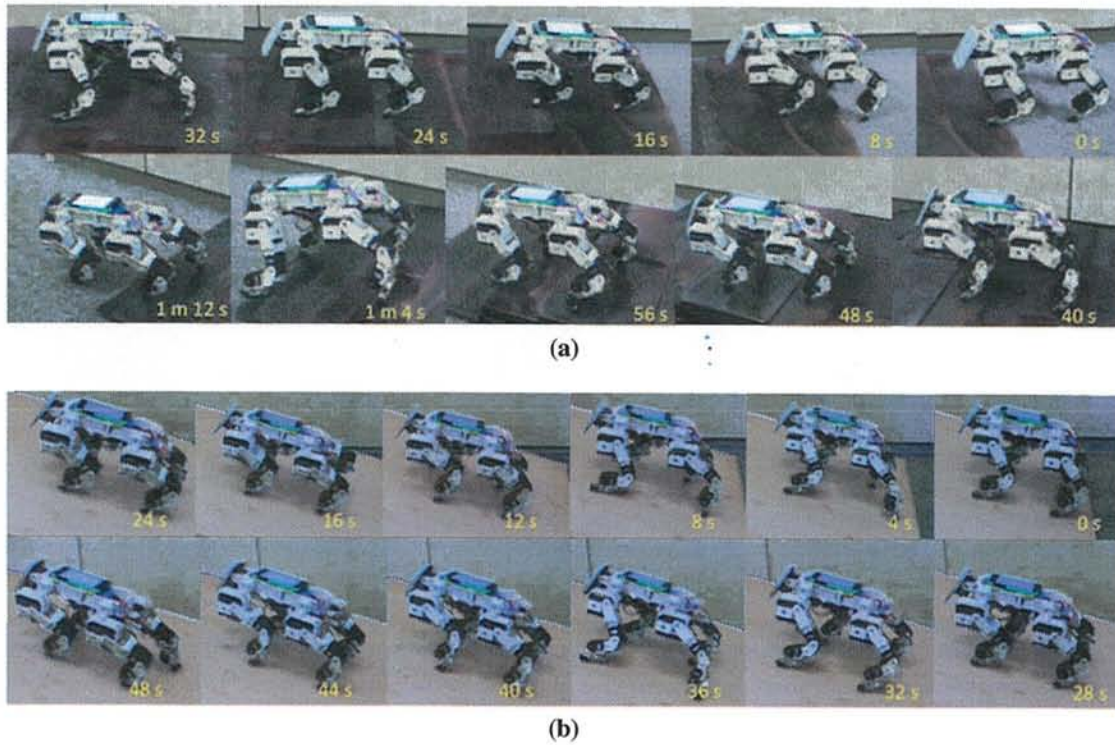 32 s 24 s 16 s 8 s 0 s
1 m 12 s 1 m 4 s 56 s 48 s 40 s
(a)
24 s 16 s 12 s 8 s 4 s 0 s
48 s 44 s 40 s 36 s 32 s 28 s
(b)